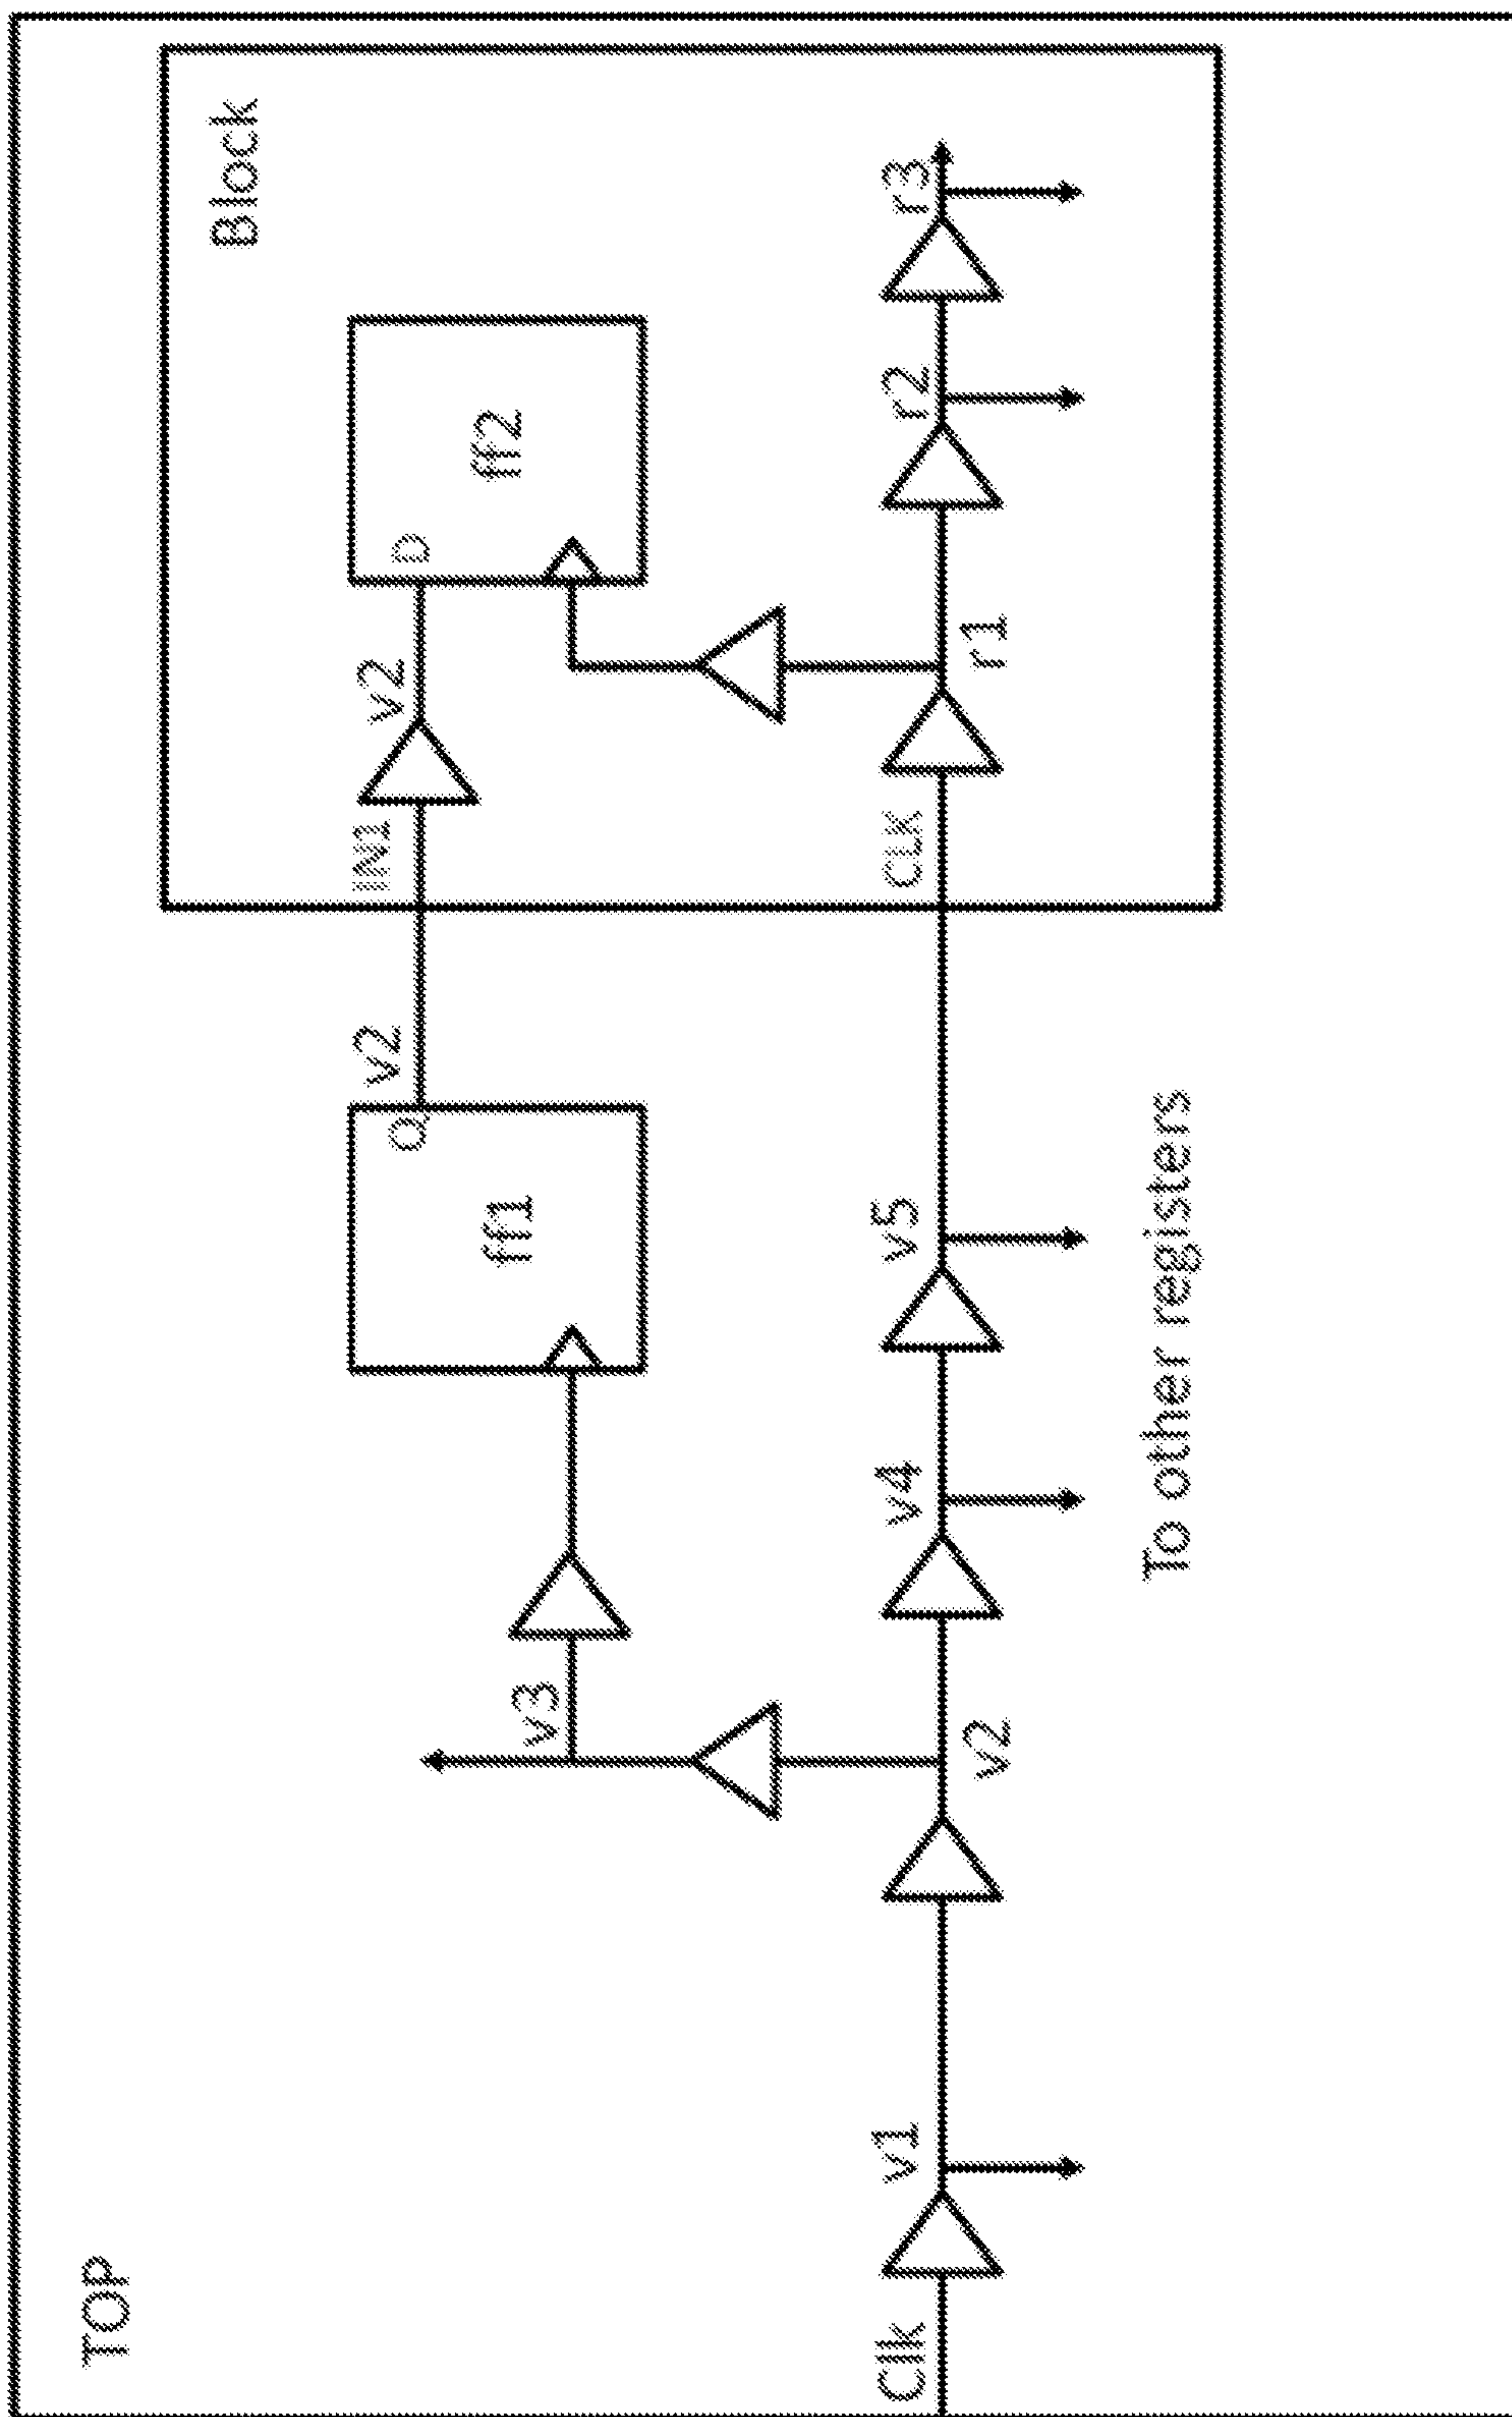 TOP
Block
v2
IN1
v2
Q
D
ff1
ff2
v3
Clk
v1
v2
v4
v5
CLK
r1
r2
r3
To other registers